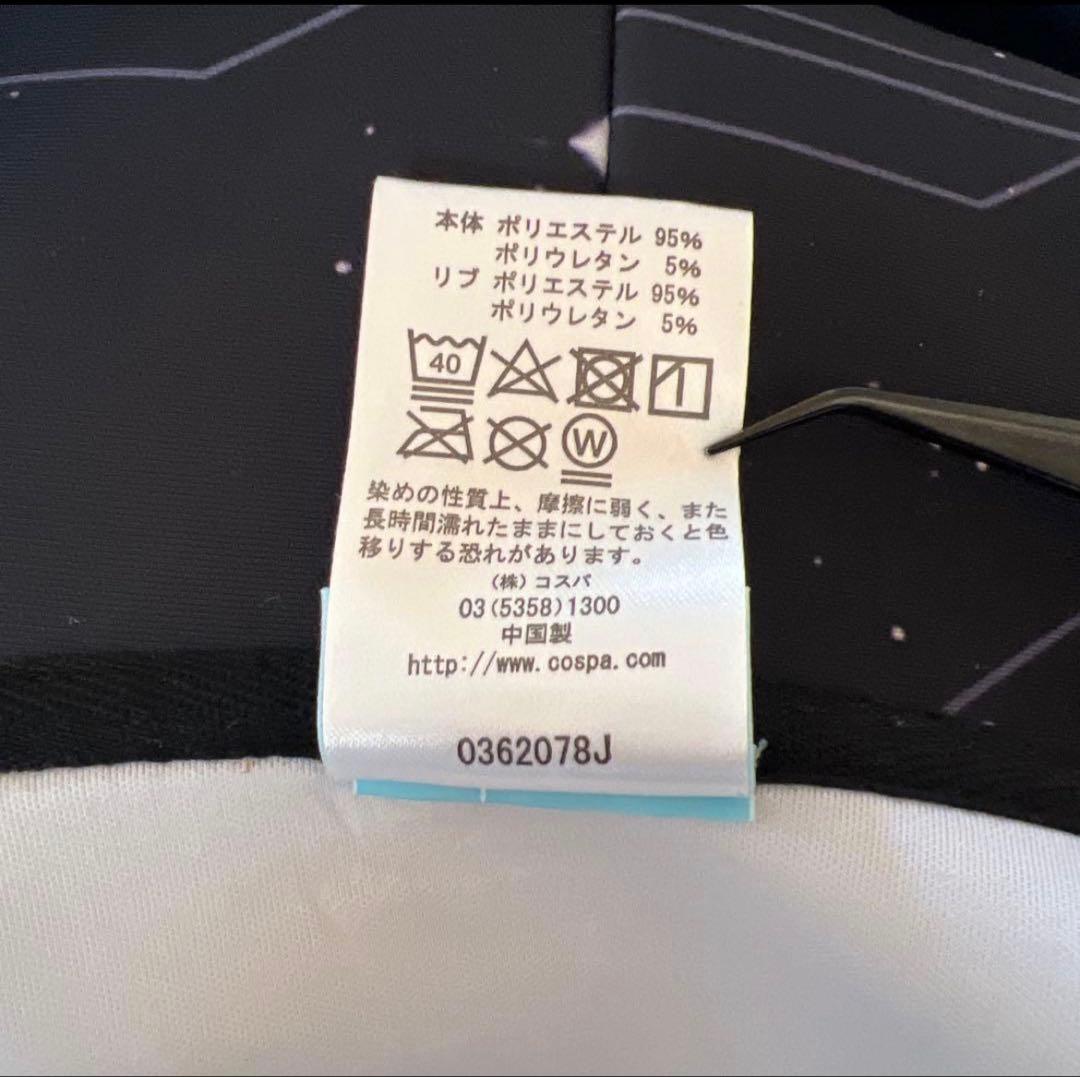 本体 ポリエステル 95%
ポリウレタン 5%
リブ ポリエステル 95%
ポリウレタン 5%
40
W
染めの性質上、摩擦に弱く、また
長時間濡れたままにしておくと色
移りする恐れがあります。
(株)コスパ
03(5358)1300
中国製
http://www.cospa.com
0362078J